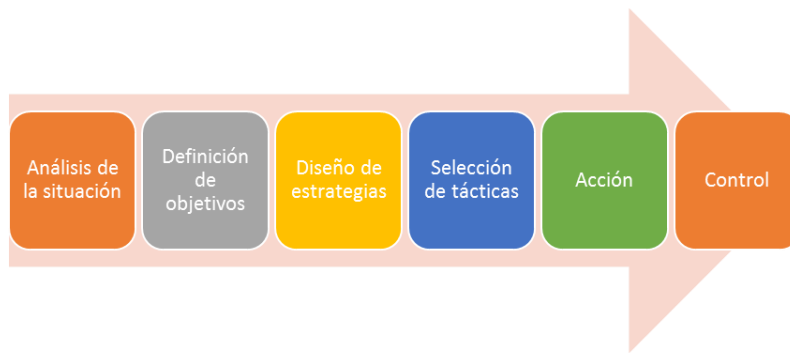 Análisis de
la situación
Definición
de
objetivos
Diseño de
estrategias
Selección
de tácticas
Acción
Control